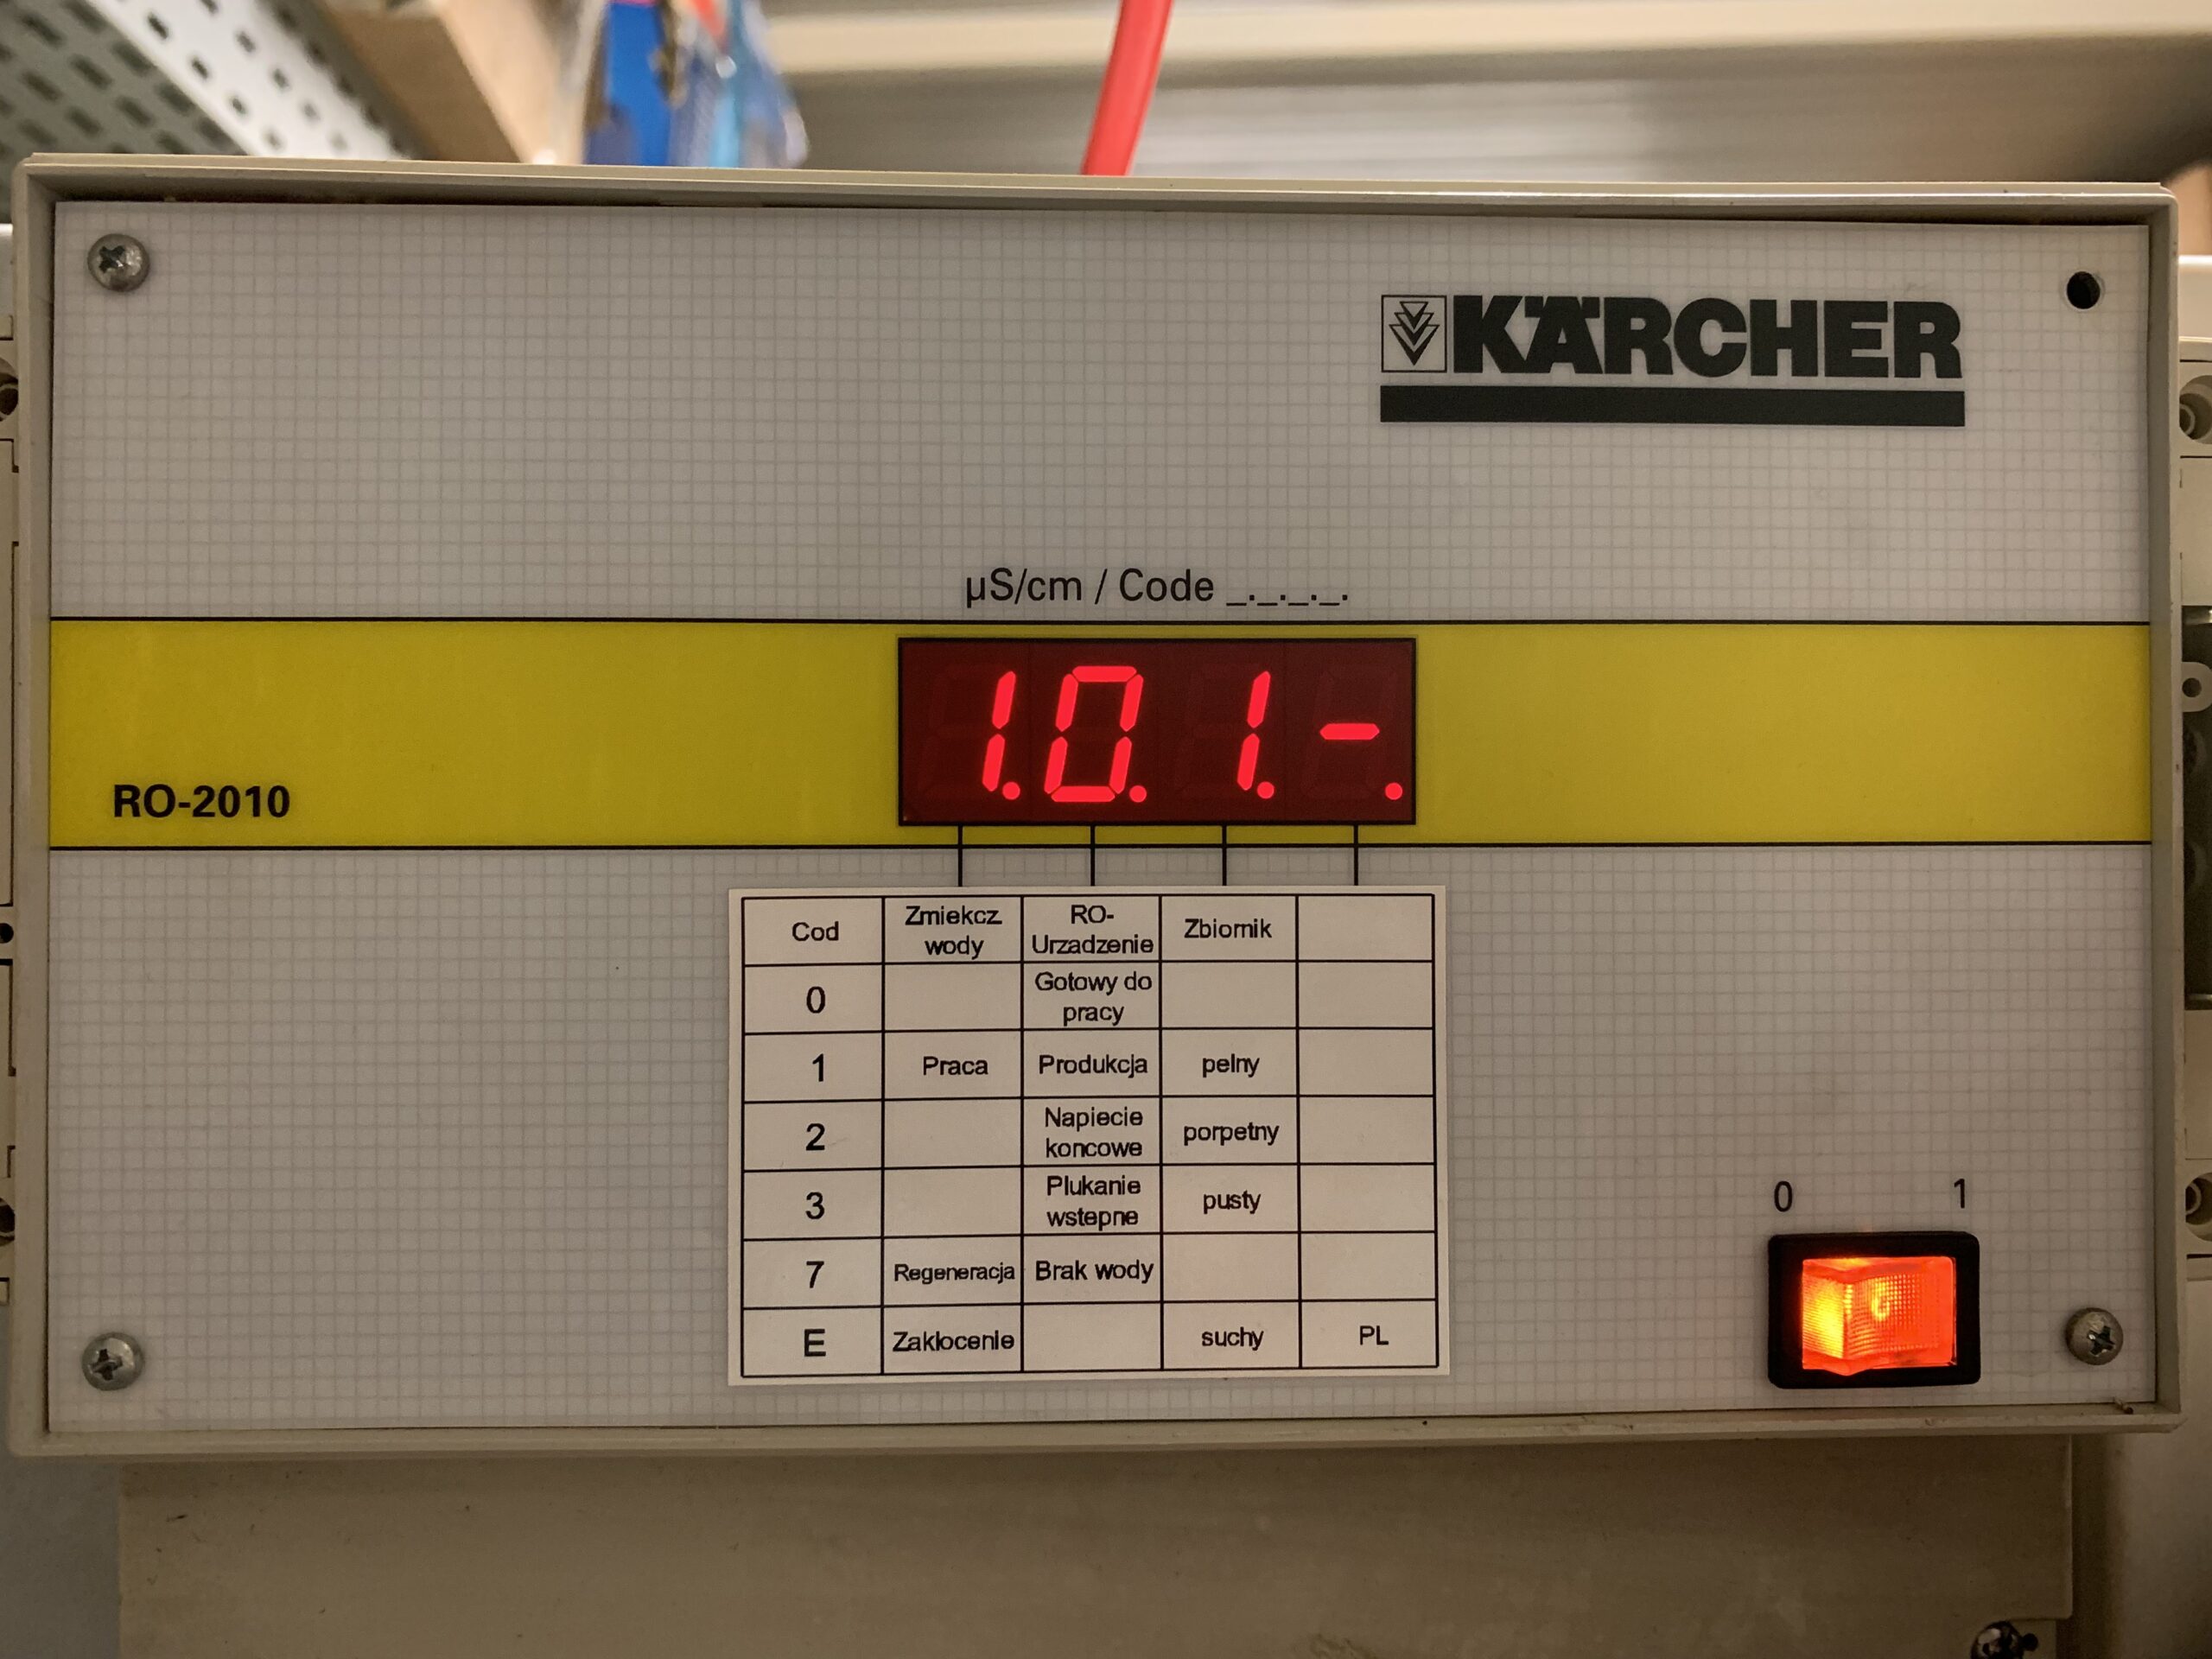 KÄRCHER
µS/cm / Code _._._._.
1.0.1.-.
RO-2010
Cod
Zmiekcz
wody
RO-
Urzadzenie
Zbiornik
0
Gotowy do
pracy
1
Praca
Produkcja
pelny
2
Napiecie
koncowe
porpetny
3
Plukanie
wstepne
pusty
7
Regeneracja
Brak wody
E
Zaklocenie
suchy
PL
0
1